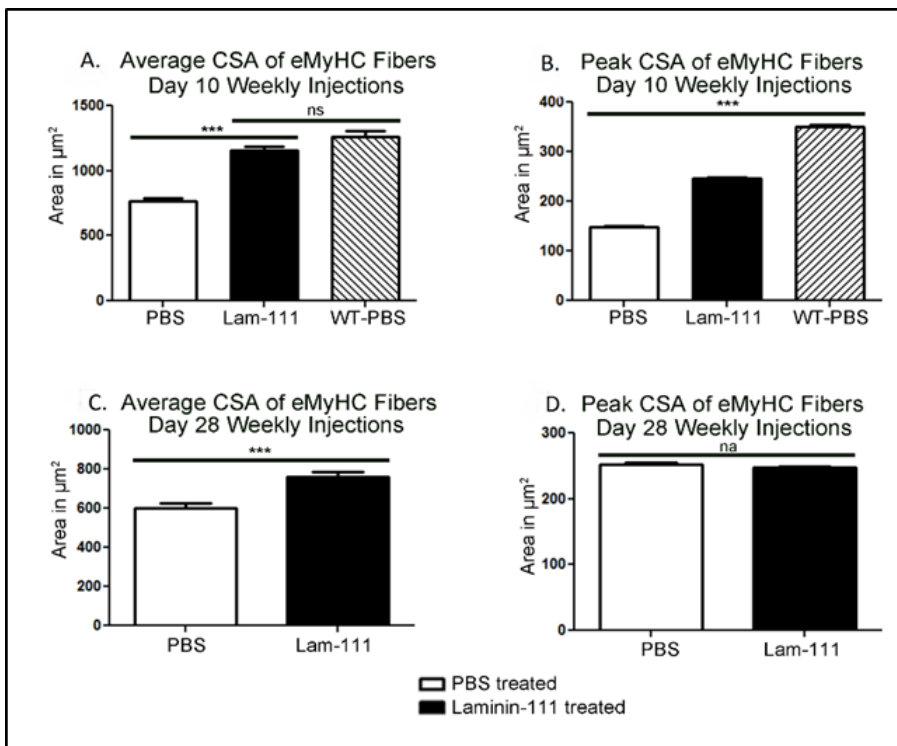 A. Average CSA of eMyHC Fibers
Day 10 Weekly Injections
ns
***
1500
1000
500
0
Area in µm²
PBS
Lam-111
WT-PBS
B. Peak CSA of eMyHC Fibers
Day 10 Weekly Injections
***
400
300
200
100
0
Area in µm²
PBS
Lam-111
WT-PBS
C. Average CSA of eMyHC Fibers
Day 28 Weekly Injections
***
1000
800
600
400
200
0
Area in µm²
PBS
Lam-111
D. Peak CSA of eMyHC Fibers
Day 28 Weekly Injections
na
300
200
100
0
Area in µm²
PBS
Lam-111
PBS treated
Laminin-111 treated